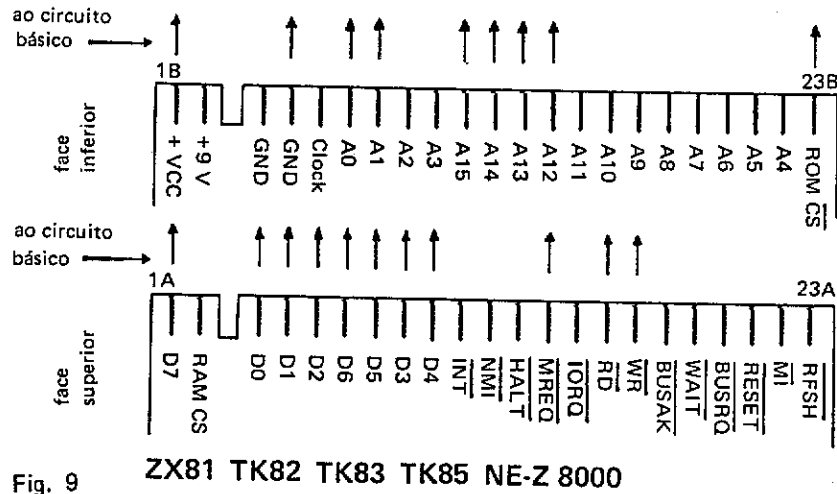 ao circuito
básico
1B
23B
face
inferior
+ VCC
+9 V
GND
GND
Clock
A0
A1
A2
A3
A15
A14
A13
A12
A11
A10
A9
A8
A7
A6
A5
A4
ROM CS
ao circuito
básico
1A
23A
face
superior
D7
RAM CS
D0
D1
D2
D6
D5
D3
D4
INT
NMI
HALT
MREQ
IORQ
RD
WR
BUSAK
WAIT
BUSRQ
RESET
MI
RFSH
Fig. 9 ZX81 TK82 TK83 TK85 NE-Z 8000